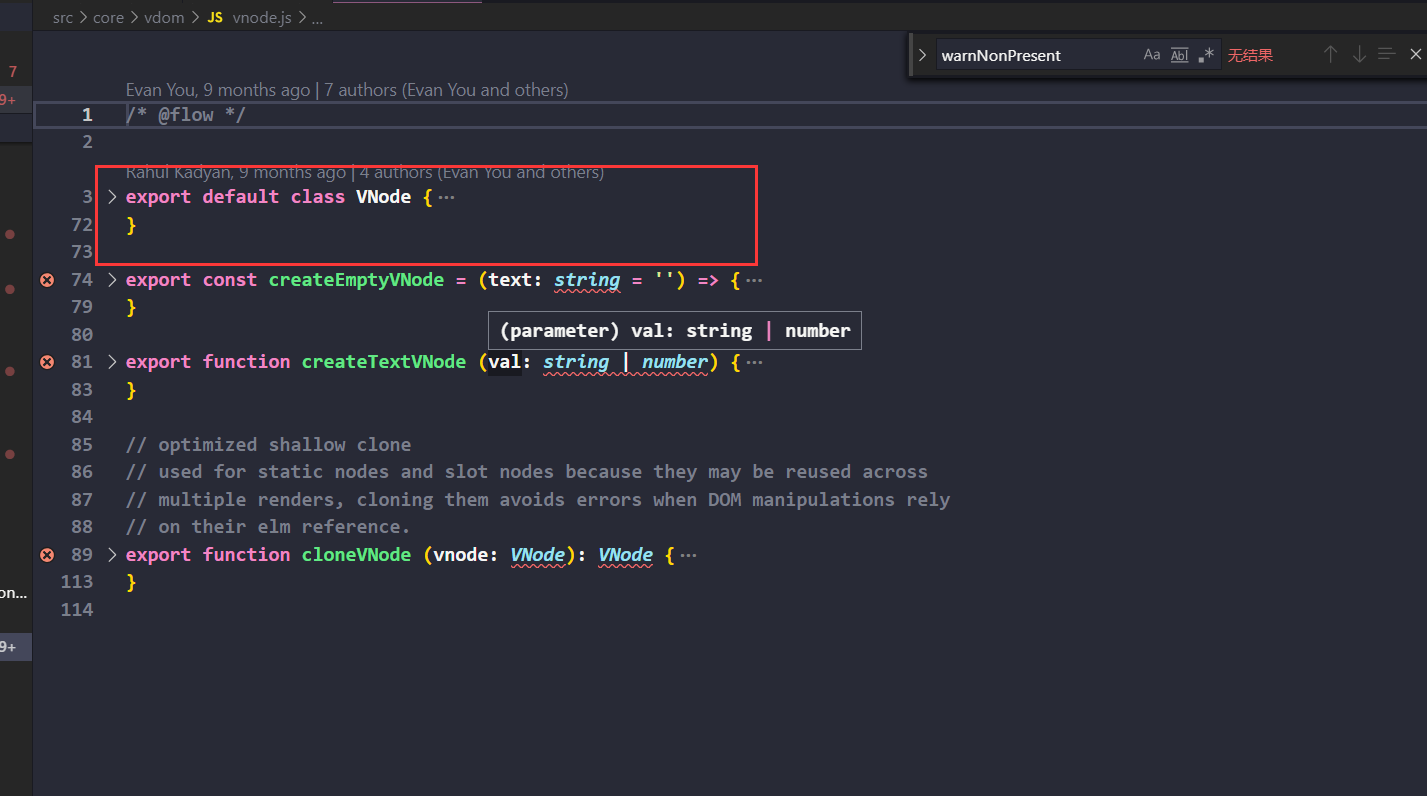 src > core > vdom > JS vnode.js > ...
warnNonPresent Aa Abl .* 无结果
7
Evan You, 9 months ago | 7 authors (Evan You and others)
9+
1 /* @flow */
2
Rahul Kadyan, 9 months ago | 4 authors (Evan You and others)
3 > export default class VNode { ···
72 }
73
74 > export const createEmptyVNode = (text: string = '') => { ···
79 }
80
(parameter) val: string | number
81 > export function createTextVNode (val: string | number) { ···
83 }
84
85 // optimized shallow clone
86 // used for static nodes and slot nodes because they may be reused across
87 // multiple renders, cloning them avoids errors when DOM manipulations rely
88 // on their elm reference.
89 > export function cloneVNode (vnode: VNode): VNode { ···
113 }
on...
114
9+